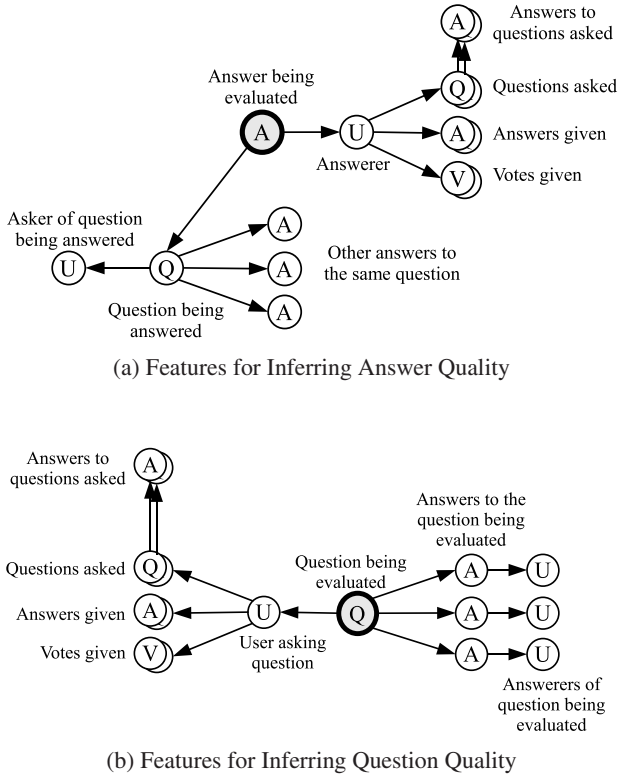 Answers to
questions asked
A
Answer being
evaluated
Q
Questions asked
A
U
A
Answers given
Answerer
V
Votes given
Asker of question
being answered
A
U
Q
A
Other answers to
the same question
Question being
answered
A
(a) Features for Inferring Answer Quality
Answers to
questions asked
A
Answers to the
question being
evaluated
Questions asked
Q
Question being
evaluated
A
U
Answers given
A
U
Q
A
U
Votes given
V
User asking
question
A
U
Answerers of
question being
evaluated
(b) Features for Inferring Question Quality